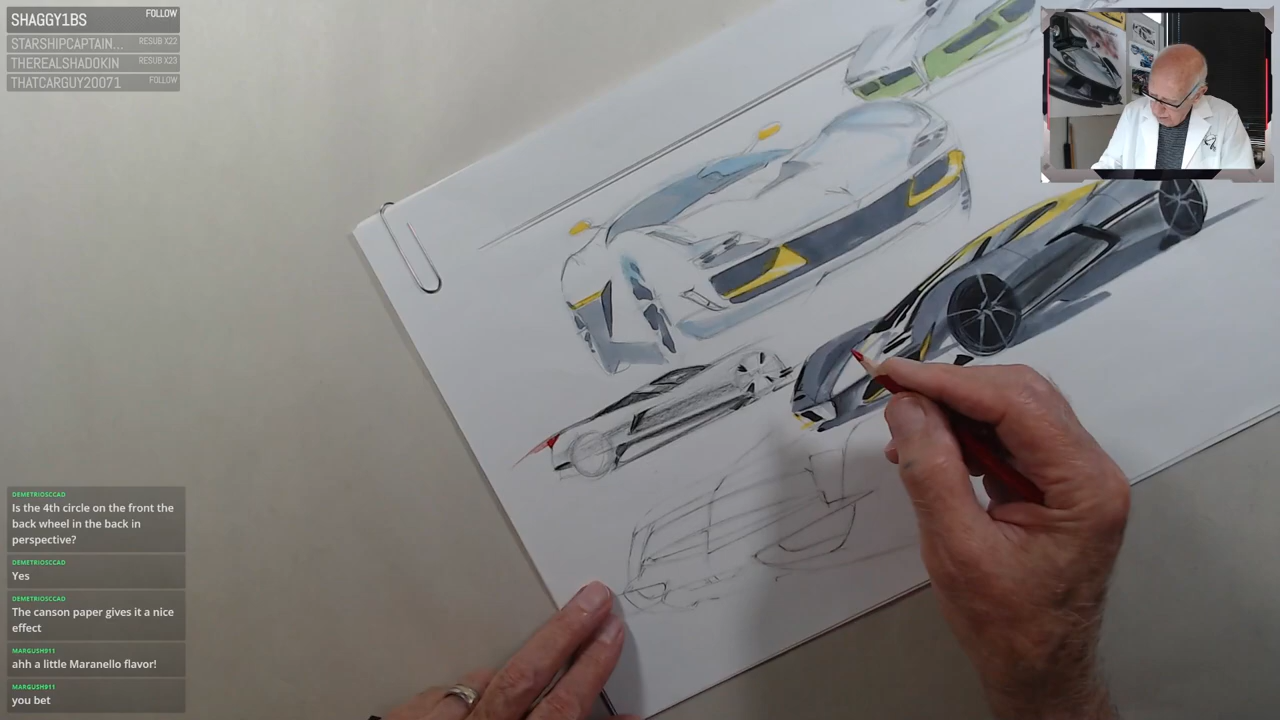 SHAGGY1BS FOLLOW
STARSHIPCAPTAIN... RESUB X22
THEREALSHADOKIN RESUB X23
THATCARGUY20071 FOLLOW
DEMETRIOSCCAD
Is the 4th circle on the front the
back wheel in the back in
perspective?
DEMETRIOSCCAD
Yes
DEMETRIOSCCAD
The canson paper gives it a nice
effect
MARGUSH911
ahh a little Maranello flavor!
MARGUSH911
you bet